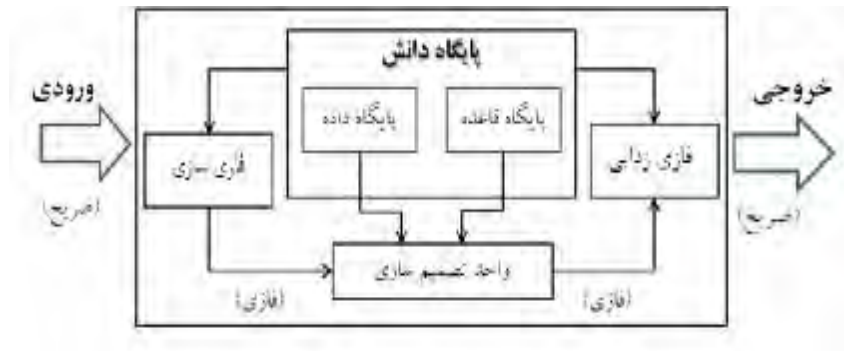 پایگاه دانش
ورودی
خروجی
پایگاه داده
پایگاه قاعده
فازی سازی
فازی زدایی
(صریح)
(صریح)
واحد تصمیم سازی
(فازی)
(فازی)